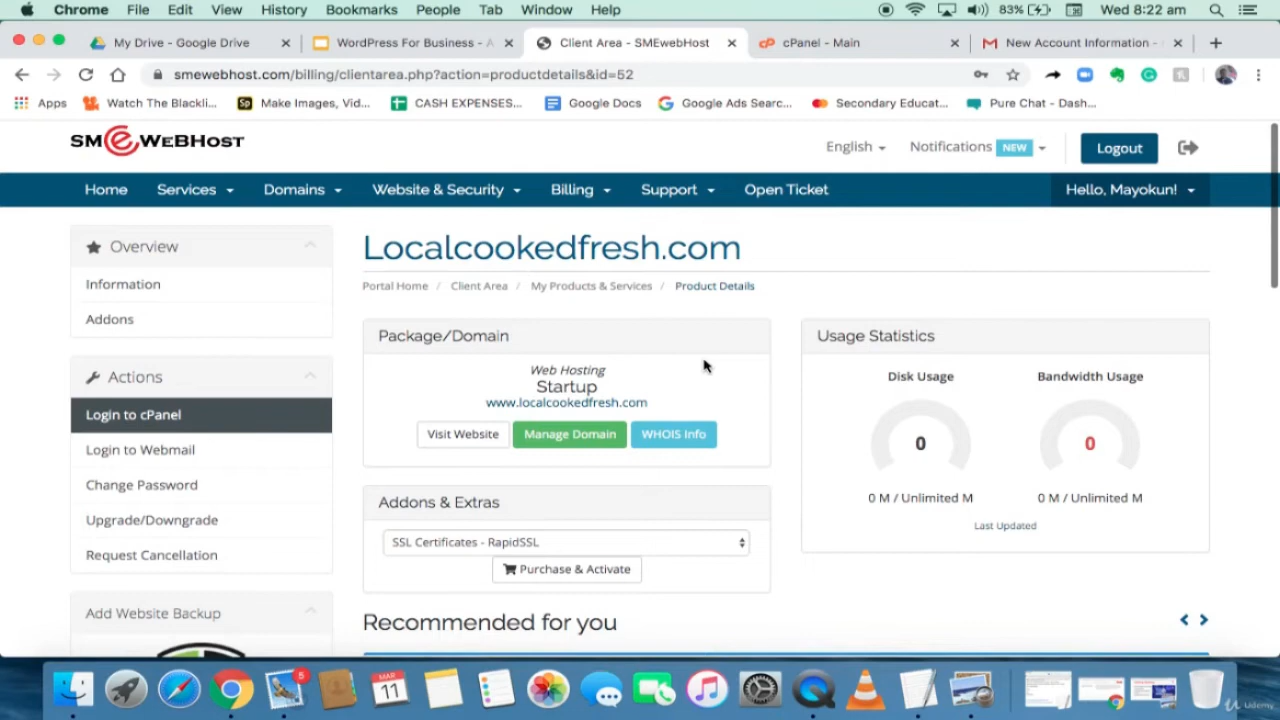 Chrome File Edit View History Bookmarks People Tab Window Help 83% Wed 8:22 am
My Drive - Google Drive WordPress For Business - A Client Area - SMEwebHost cPanel - Main New Account Information -
smewebhost.com/billing/clientarea.php?action=productdetails&id=52
Apps Watch The Blackli... Make Images, Vid... CASH EXPENSES... Google Docs Google Ads Searc... Secondary Educat... Pure Chat - Dash...
SMeWEBHOST
English Notifications NEW Logout
Home Services Domains Website & Security Billing Support Open Ticket Hello, Mayokun!
Overview
Information
Addons
Actions
Login to cPanel
Login to Webmail
Change Password
Upgrade/Downgrade
Request Cancellation
Add Website Backup
Localcookedfresh.com
Portal Home / Client Area / My Products & Services / Product Details
Package/Domain
Web Hosting
Startup
www.localcookedfresh.com
Visit Website Manage Domain WHOIS Info
Addons & Extras
SSL Certificates - RapidSSL
Purchase & Activate
Usage Statistics
Disk Usage Bandwidth Usage
0 0
0 M / Unlimited M 0 M / Unlimited M
Last Updated
Recommended for you
5
MAR
11
Udemy